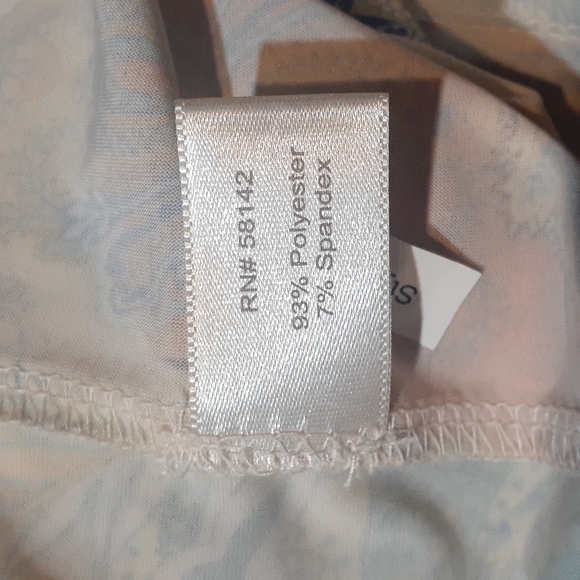 RN# 58142
93% Polyester
7% Spandex